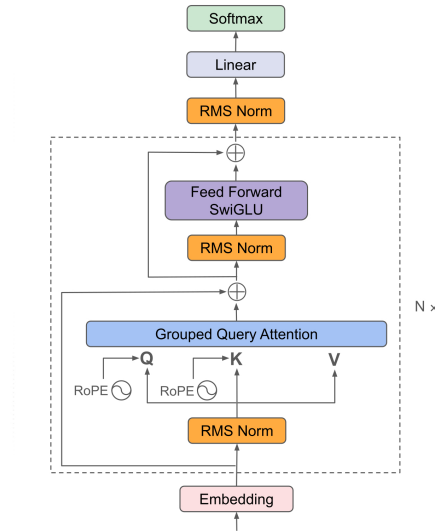 Softmax
Linear
RMS Norm
Feed Forward
SwiGLU
RMS Norm
N ×
Grouped Query Attention
Q K V
RoPE RoPE
RMS Norm
Embedding